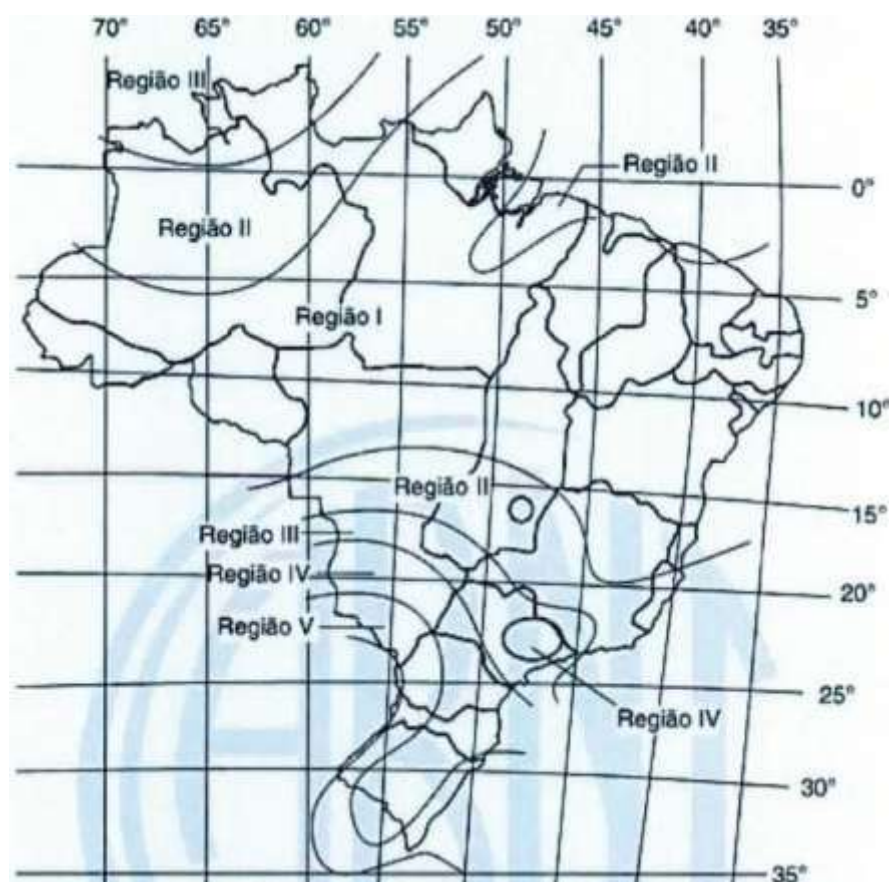 70° 65° 60° 55° 50° 45° 40° 35°
Região III
Região II
0°
Região II
5°
Região I
10°
Região II
15°
Região III
Região IV
20°
Região V
25°
Região IV
30°
35°